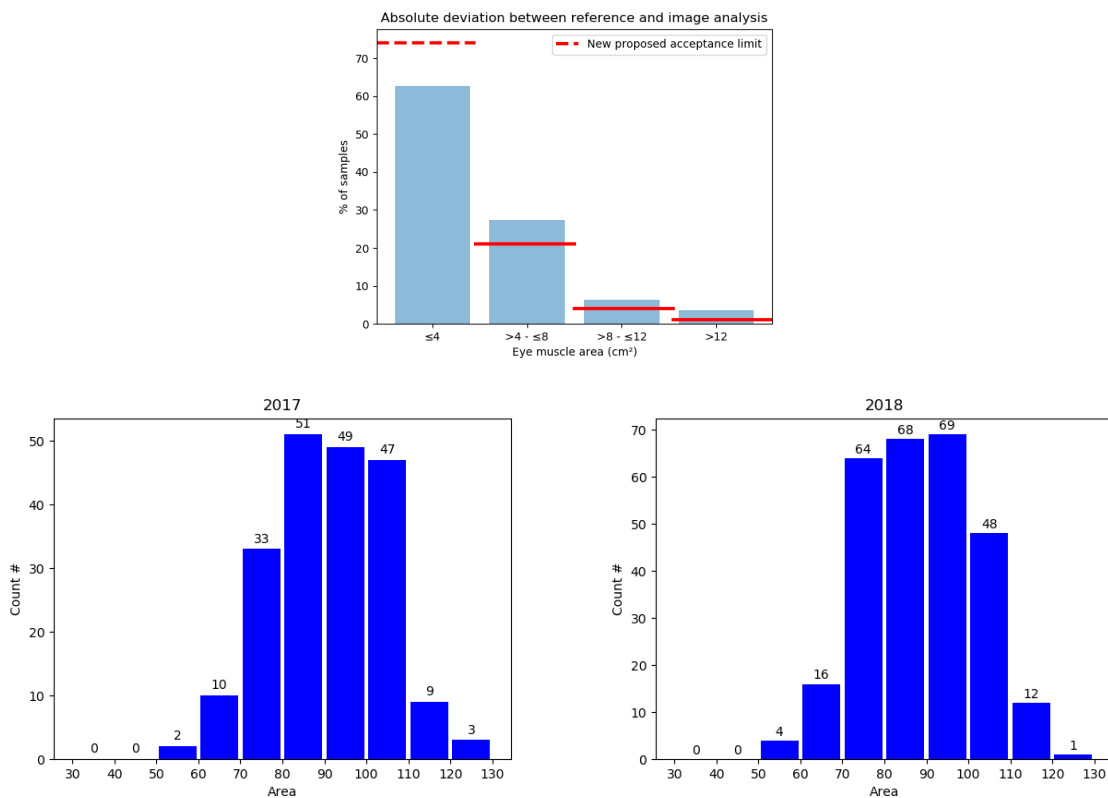 Absolute deviation between reference and image analysis
New proposed acceptance limit
70
60
50
40
30
20
10
0
% of samples
≤4 >4 - ≤8 >8 - ≤12 >12
Eye muscle area (cm²)
2017
50
40
30
20
10
0
Count #
0 0 2 10 33 51 49 47 9 3
30 40 50 60 70 80 90 100 110 120 130
Area
2018
70
60
50
40
30
20
10
0
Count #
0 0 4 16 64 68 69 48 12 1
30 40 50 60 70 80 90 100 110 120 130
Area